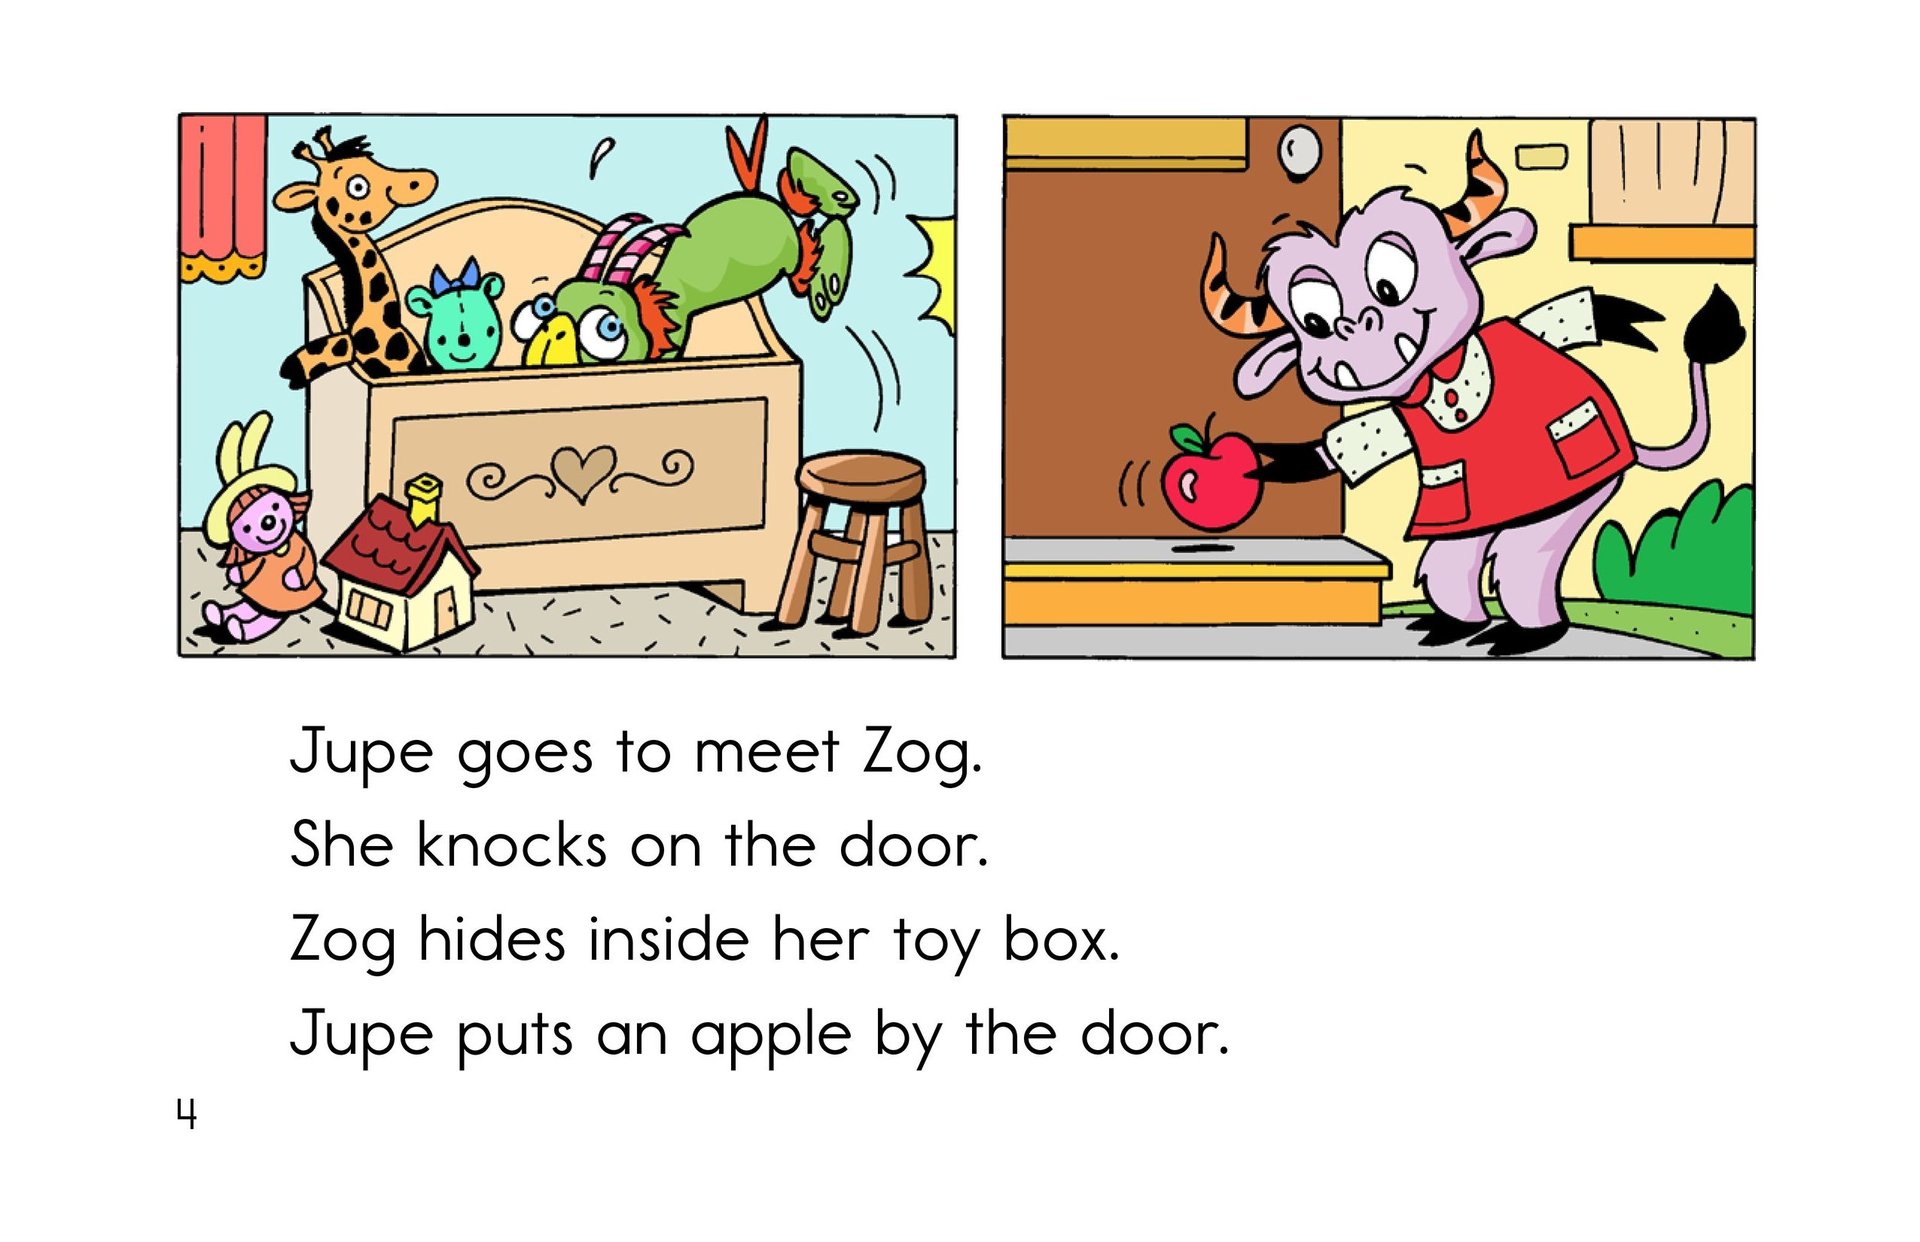 Jupe goes to meet Zog.
She knocks on the door.
Zog hides inside her toy box.
Jupe puts an apple by the door.
4